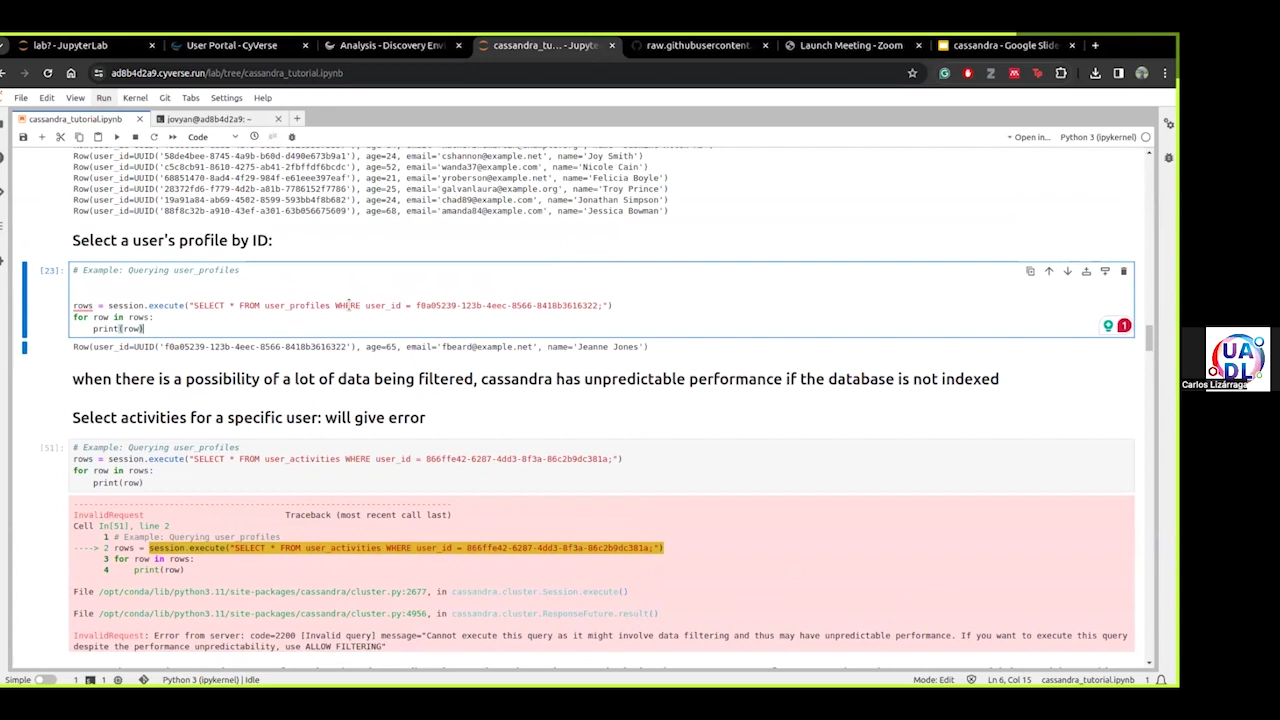 lab? - JupyterLab
User Portal - CyVerse
Analysis - Discovery Envi
cassandra_tu... - Jupyte
raw.githubusercontent.
Launch Meeting - Zoom
cassandra - Google Slide
ad8b4d2a9.cyverse.run/lab/tree/cassandra_tutorial.ipynb
File Edit View Run Kernel Git Tabs Settings Help
cassandra_tutorial.ipynb
jovyan@ad8b4d2a9: ~
Code
Open in...
Python 3 (ipykernel)
Row(user_id=UUID('58de4bee-8745-4a9b-b60d-d490e673b9a1'), age=24, email='cshannon@example.net', name='Joy Smith')
Row(user_id=UUID('c5c8cb91-8610-4275-ab41-2fbffdf6bcdc'), age=52, email='wanda37@example.com', name='Nicole Cain')
Row(user_id=UUID('68851470-8ad4-4f29-984f-e61eee397eaf'), age=21, email='yroberson@example.net', name='Felicia Boyle')
Row(user_id=UUID('28372fd6-f779-4d2b-a81b-7786152f7786'), age=25, email='galvanlaura@example.org', name='Troy Prince')
Row(user_id=UUID('19a91a84-ab69-4502-8599-593bb4f8b682'), age=24, email='chad89@example.com', name='Jonathan Simpson')
Row(user_id=UUID('88f8c32b-a910-43ef-a301-63b056675609'), age=68, email='amanda84@example.com', name='Jessica Bowman')
Select a user's profile by ID:
[23]: # Example: Querying user_profiles
rows = session.execute("SELECT * FROM user_profiles WHERE user_id = f0a05239-123b-4eec-8566-8418b3616322;")
for row in rows:
print(row)
1
Row(user_id=UUID('f0a05239-123b-4eec-8566-8418b3616322'), age=65, email='fbeard@example.net', name='Jeanne Jones')
UADL
Carlos Lizárraga
when there is a possibility of a lot of data being filtered, cassandra has unpredictable performance if the database is not indexed
Select activities for a specific user: will give error
[51]: # Example: Querying user_profiles
rows = session.execute("SELECT * FROM user_activities WHERE user_id = 866ffe42-6287-4dd3-8f3a-86c2b9dc381a;")
for row in rows:
print(row)
---------------------------------------------------------------------------
InvalidRequest Traceback (most recent call last)
Cell In[51], line 2
1 # Example: Querying user_profiles
----> 2 rows = session.execute("SELECT * FROM user_activities WHERE user_id = 866ffe42-6287-4dd3-8f3a-86c2b9dc381a;")
3 for row in rows:
4 print(row)
File /opt/conda/lib/python3.11/site-packages/cassandra/cluster.py:2677, in cassandra.cluster.Session.execute()
File /opt/conda/lib/python3.11/site-packages/cassandra/cluster.py:4956, in cassandra.cluster.ResponseFuture.result()
InvalidRequest: Error from server: code=2200 [Invalid query] message="Cannot execute this query as it might involve data filtering and thus may have unpredictable performance. If you want to execute this query
despite the performance unpredictability, use ALLOW FILTERING"
Simple 1 1 Python 3 (ipykernel) | Idle Mode: Edit Ln 6, Col 15 cassandra_tutorial.ipynb 1